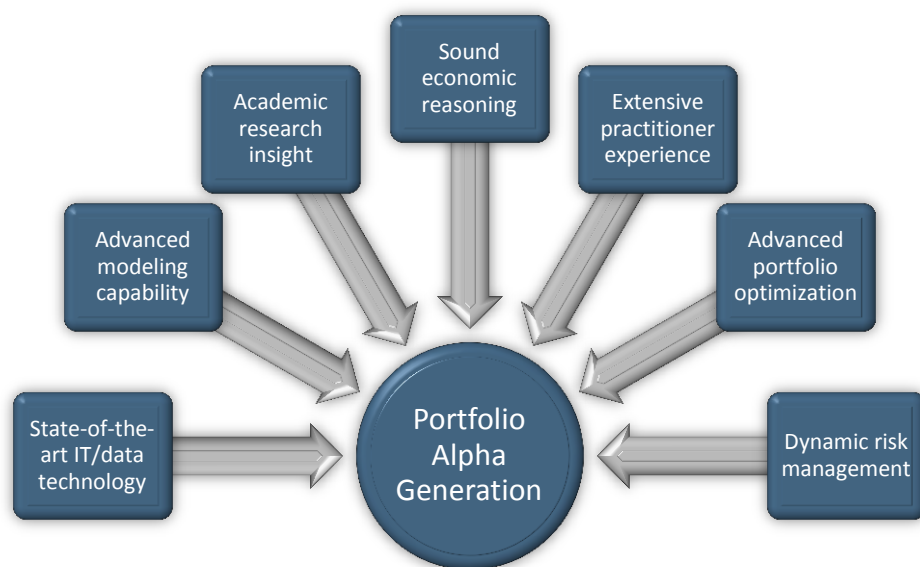 Sound
economic
reasoning
Academic
research
insight
Extensive
practitioner
experience
Advanced
modeling
capability
Advanced
portfolio
optimization
State-of-the-
art IT/data
technology
Portfolio
Alpha
Generation
Dynamic risk
management